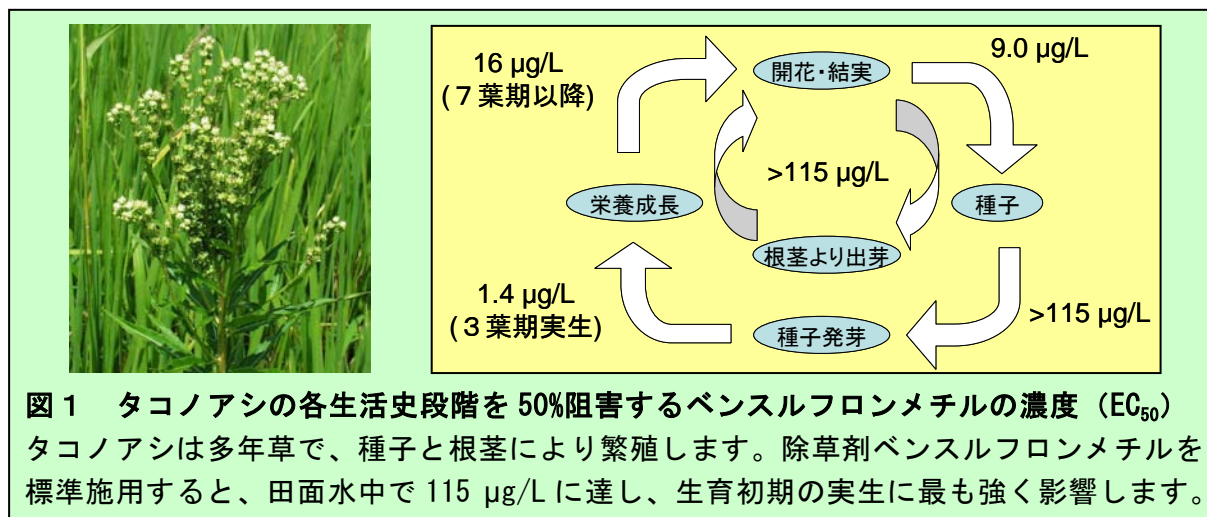 16 µg/L
(７葉期以降)
開花・結実
9.0 µg/L
>115 µg/L
栄養成長
種子
根茎より出芽
1.4 µg/L
(３葉期実生)
種子発芽
>115 µg/L
図１　タコノアシの各生活史段階を 50%阻害するベンスルフロンメチルの濃度（EC₅₀）
タコノアシは多年草で、種子と根茎により繁殖します。除草剤ベンスルフロンメチルを
標準施用すると、田面水中で 115 µg/L に達し、生育初期の実生に最も強く影響します。